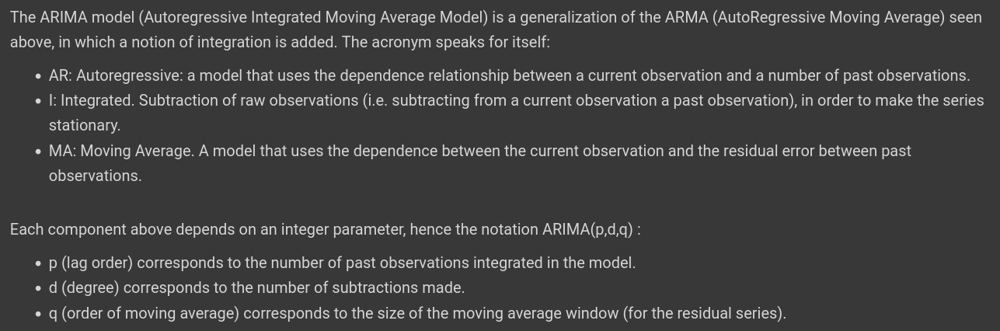 The ARIMA model (Autoregressive Integrated Moving Average Model) is a generalization of the ARMA (AutoRegressive Moving Average) seen
above, in which a notion of integration is added. The acronym speaks for itself:
• AR: Autoregressive: a model that uses the dependence relationship between a current observation and a number of past observations.
• I: Integrated. Subtraction of raw observations (i.e. subtracting from a current observation a past observation), in order to make the series
stationary.
• MA: Moving Average. A model that uses the dependence between the current observation and the residual error between past
observations.
Each component above depends on an integer parameter, hence the notation ARIMA(p,d,q) :
• p (lag order) corresponds to the number of past observations integrated in the model.
• d (degree) corresponds to the number of subtractions made.
• q (order of moving average) corresponds to the size of the moving average window (for the residual series).